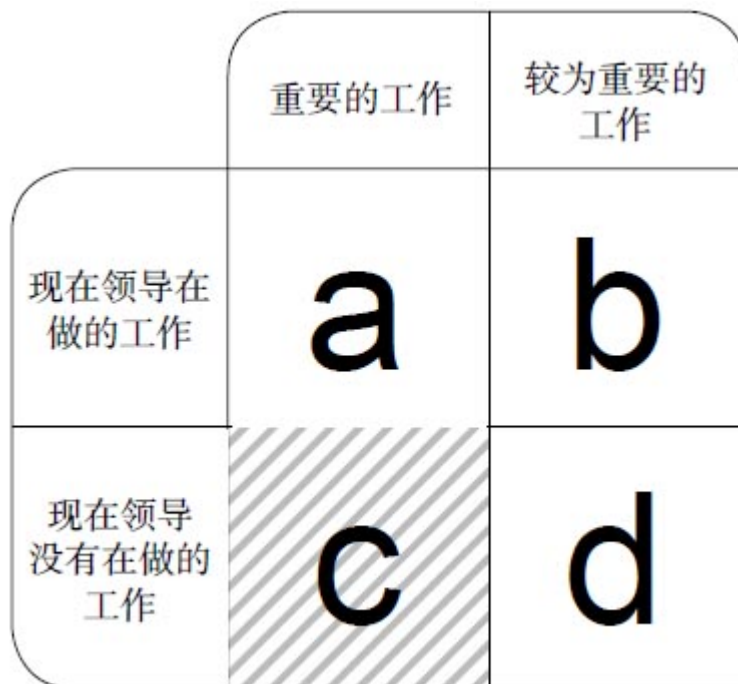 重要的工作
较为重要的
工作
现在领导在
做的工作
a
b
现在领导
没有在做的
工作
c
d